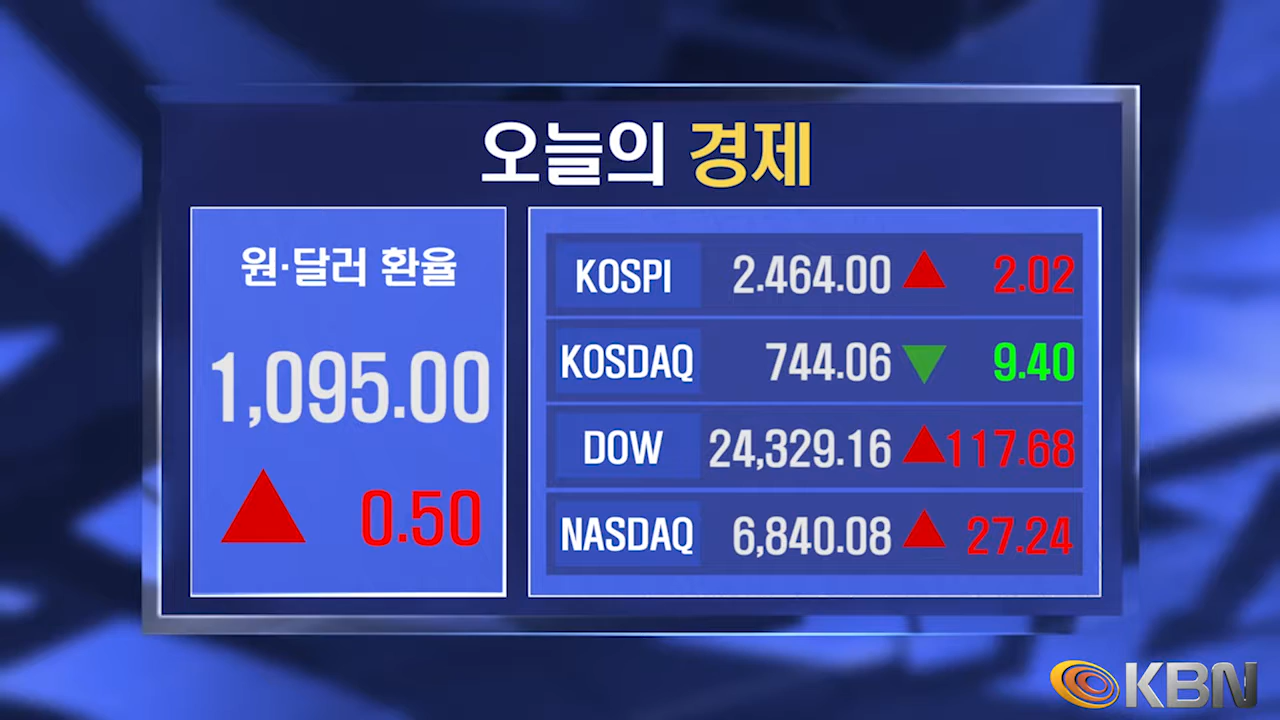 오늘의 경제
원·달러 환율
1,095.00
▲ 0.50
KOSPI 2.464.00 ▲ 2.02
KOSDAQ 744.06 ▼ 9.40
DOW 24,329.16 ▲ 117.68
NASDAQ 6,840.08 ▲ 27.24
KBN